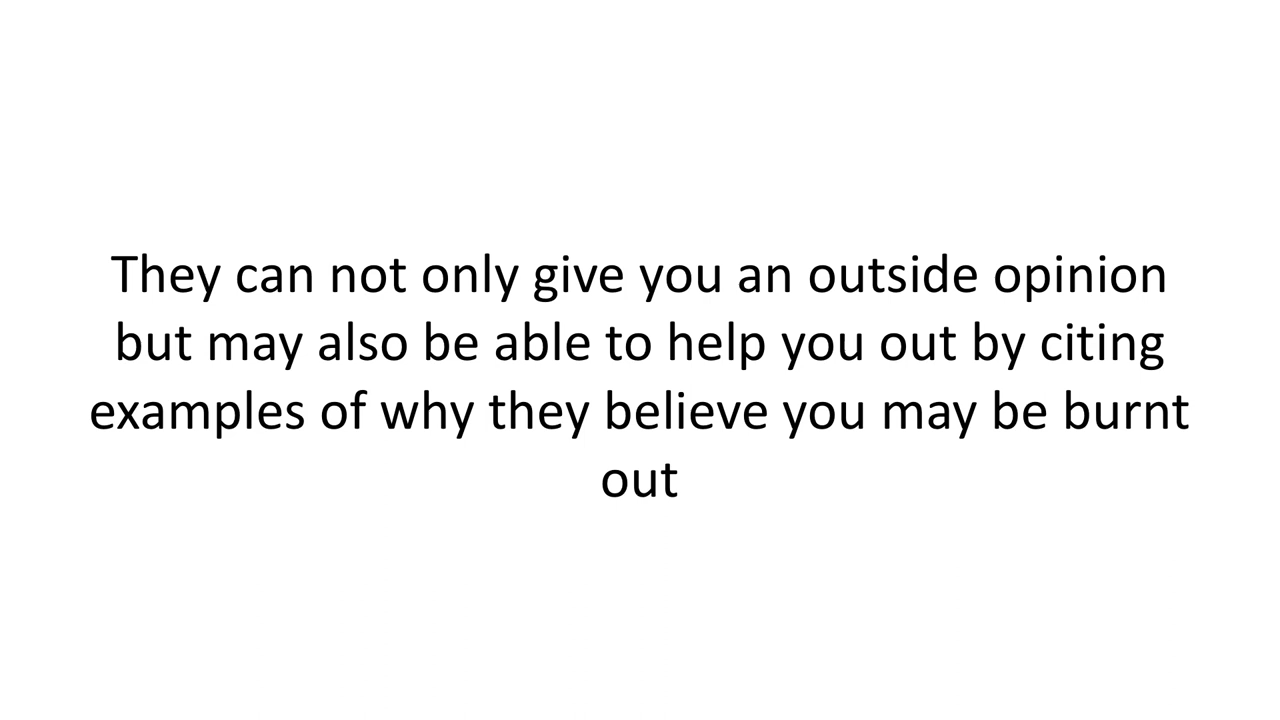 They can not only give you an outside opinion
but may also be able to help you out by citing
examples of why they believe you may be burnt
out